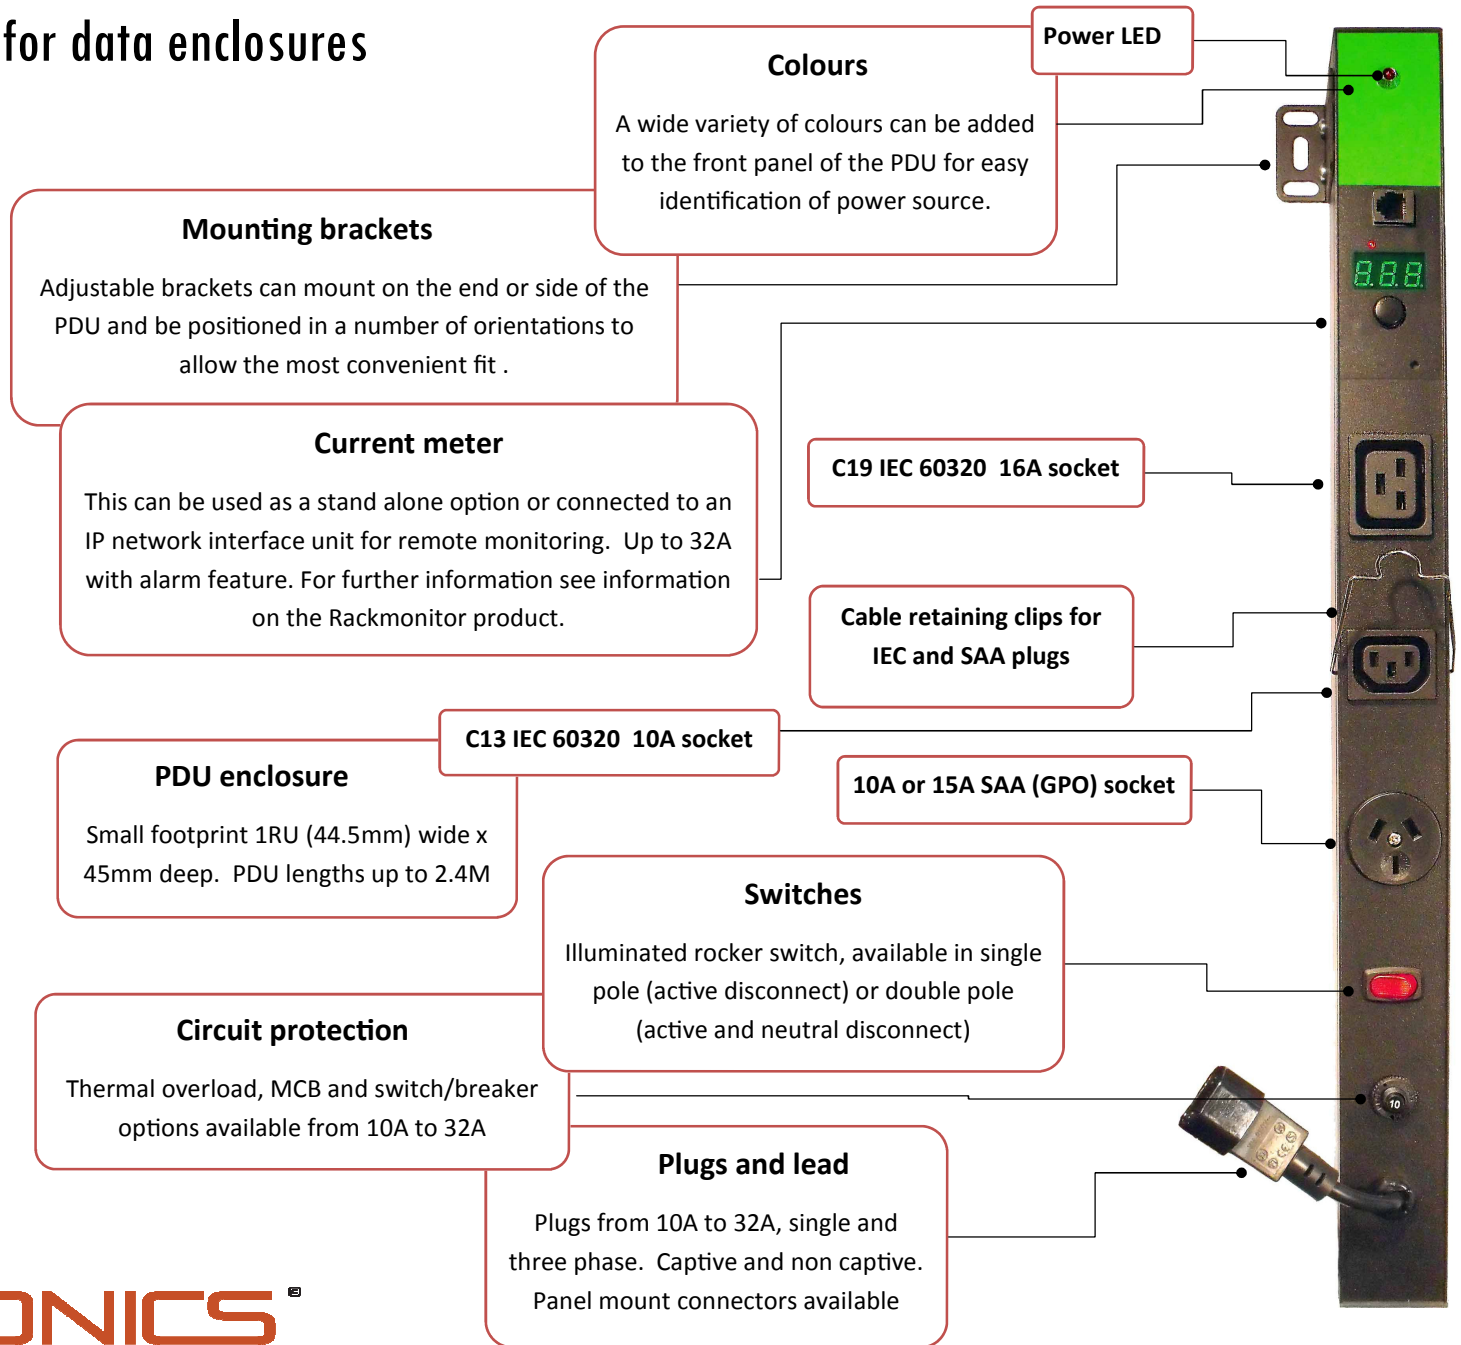 for data enclosures
Power LED
Colours
A wide variety of colours can be added
to the front panel of the PDU for easy
identification of power source.
Mounting brackets
Adjustable brackets can mount on the end or side of the
PDU and be positioned in a number of orientations to
allow the most convenient fit .
8.8.8.
Current meter
This can be used as a stand alone option or connected to an
IP network interface unit for remote monitoring.  Up to 32A
with alarm feature. For further information see information
on the Rackmonitor product.
C19 IEC 60320  16A socket
Cable retaining clips for
IEC and SAA plugs
C13 IEC 60320  10A socket
PDU enclosure
Small footprint 1RU (44.5mm) wide x
45mm deep.  PDU lengths up to 2.4M
10A or 15A SAA (GPO) socket
Switches
Illuminated rocker switch, available in single
pole (active disconnect) or double pole
(active and neutral disconnect)
Circuit protection
Thermal overload, MCB and switch/breaker
options available from 10A to 32A
10
Plugs and lead
Plugs from 10A to 32A, single and
three phase.  Captive and non captive.
Panel mount connectors available
ONICS®